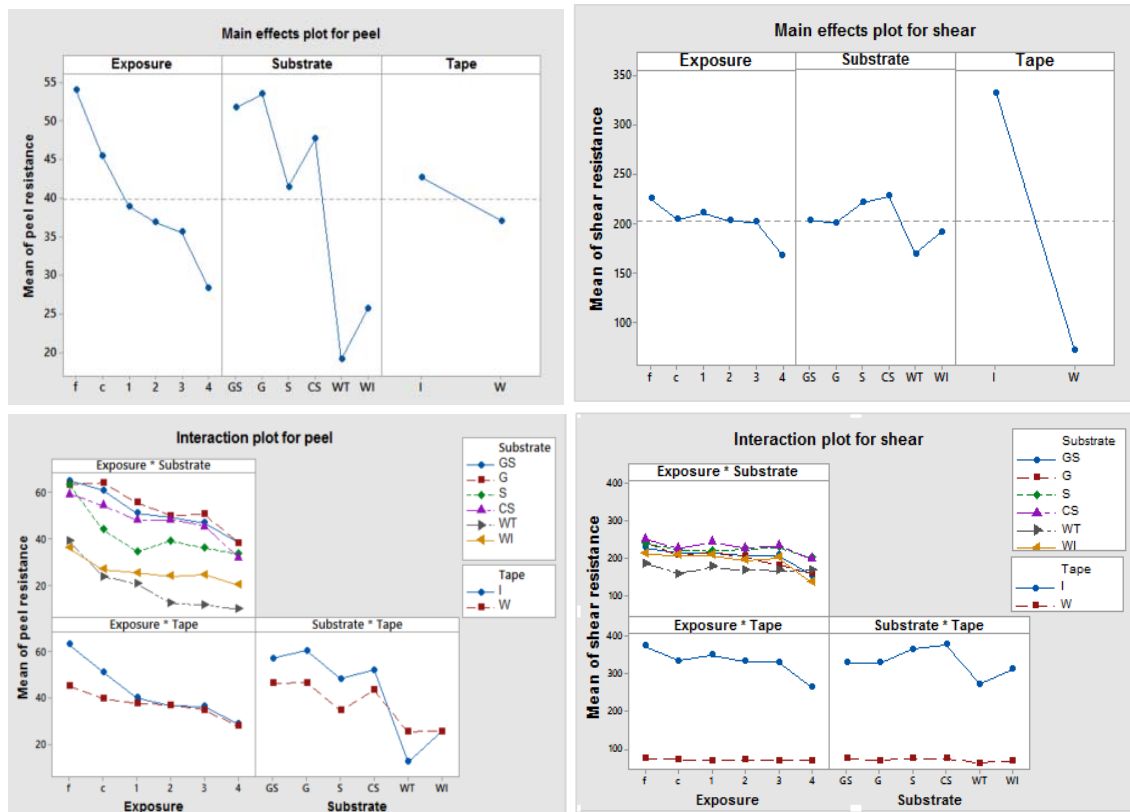 Main effects plot for peel
Exposure Substrate Tape
Mean of peel resistance
55
50
45
40
35
30
25
20
f c 1 2 3 4 GS G S CS WT WI I W
Main effects plot for shear
Exposure Substrate Tape
Mean of shear resistance
350
300
250
200
150
100
f c 1 2 3 4 GS G S CS WT WI I W
Interaction plot for peel
Exposure * Substrate
60
40
20
Substrate
GS
G
S
CS
WT
WI
Tape
I
W
Mean of peel resistance
Exposure * Tape Substrate * Tape
60
40
20
f c 1 2 3 4 GS G S CS WT WI
Exposure Substrate
Interaction plot for shear
Exposure * Substrate
400
300
200
100
Substrate
GS
G
S
CS
WT
WI
Tape
I
W
Mean of shear resistance
Exposure * Tape Substrate * Tape
400
300
200
100
f c 1 2 3 4 GS G S CS WT WI
Exposure Substrate